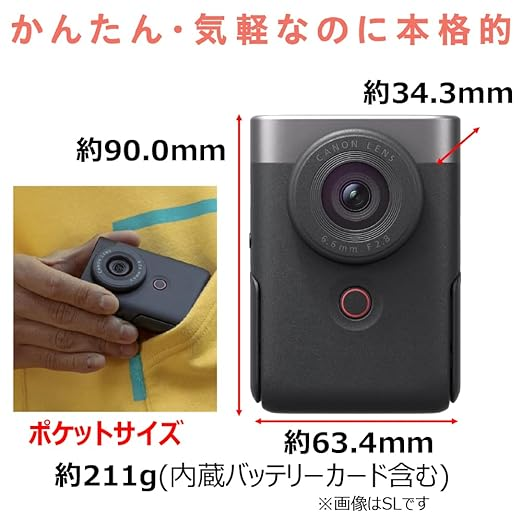 かんたん・気軽なのに本格的
約34.3mm
約90.0mm
CANON LENS
6.6mm F2.8
ポケットサイズ
約63.4mm
約211g(内蔵バッテリーカード含む)
※画像はSLです